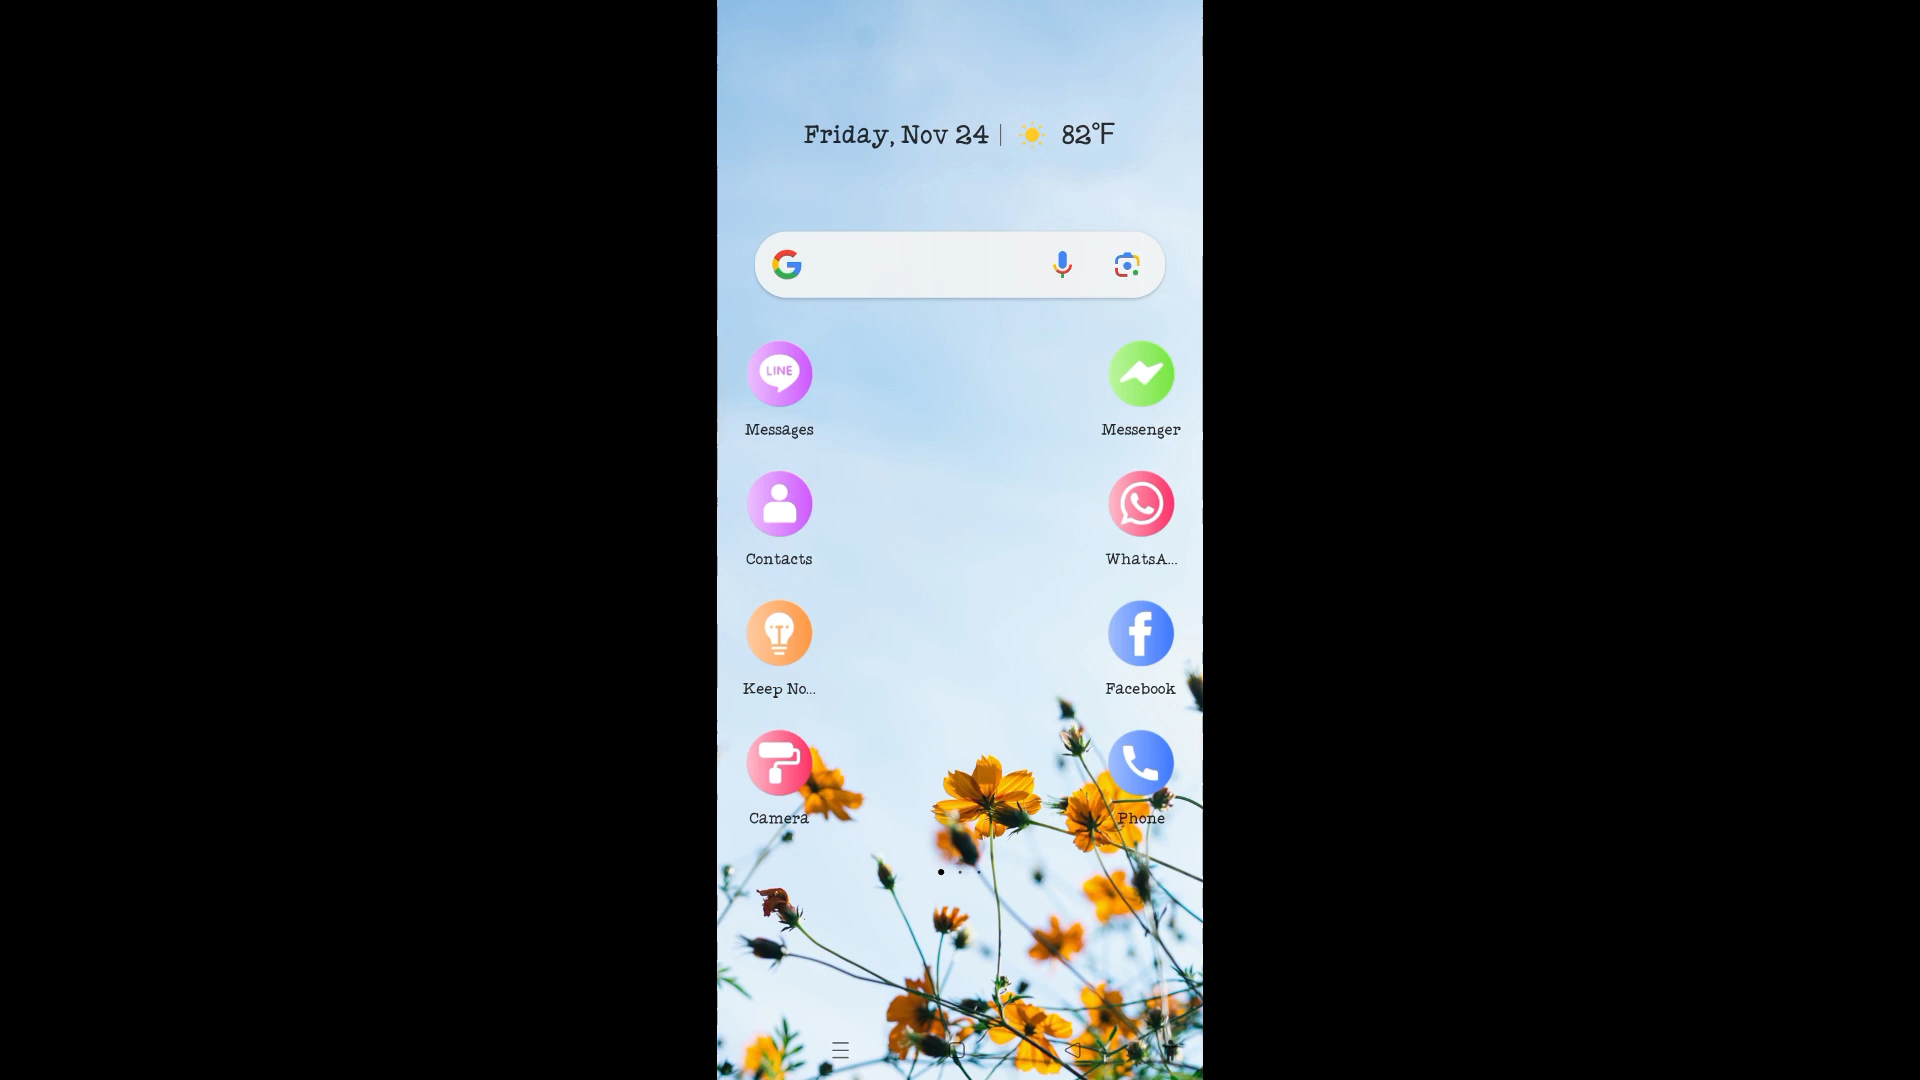 Friday, Nov 24 | 82°F
LINE
Messages
Messenger
Contacts
WhatsA...
Keep No...
Facebook
Camera
Phone